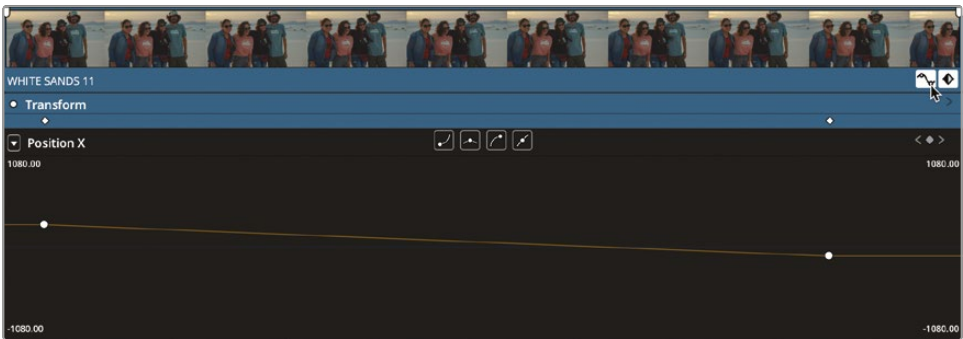 WHITE SANDS 11
Transform
Position X
1080.00 1080.00
-1080.00 -1080.00